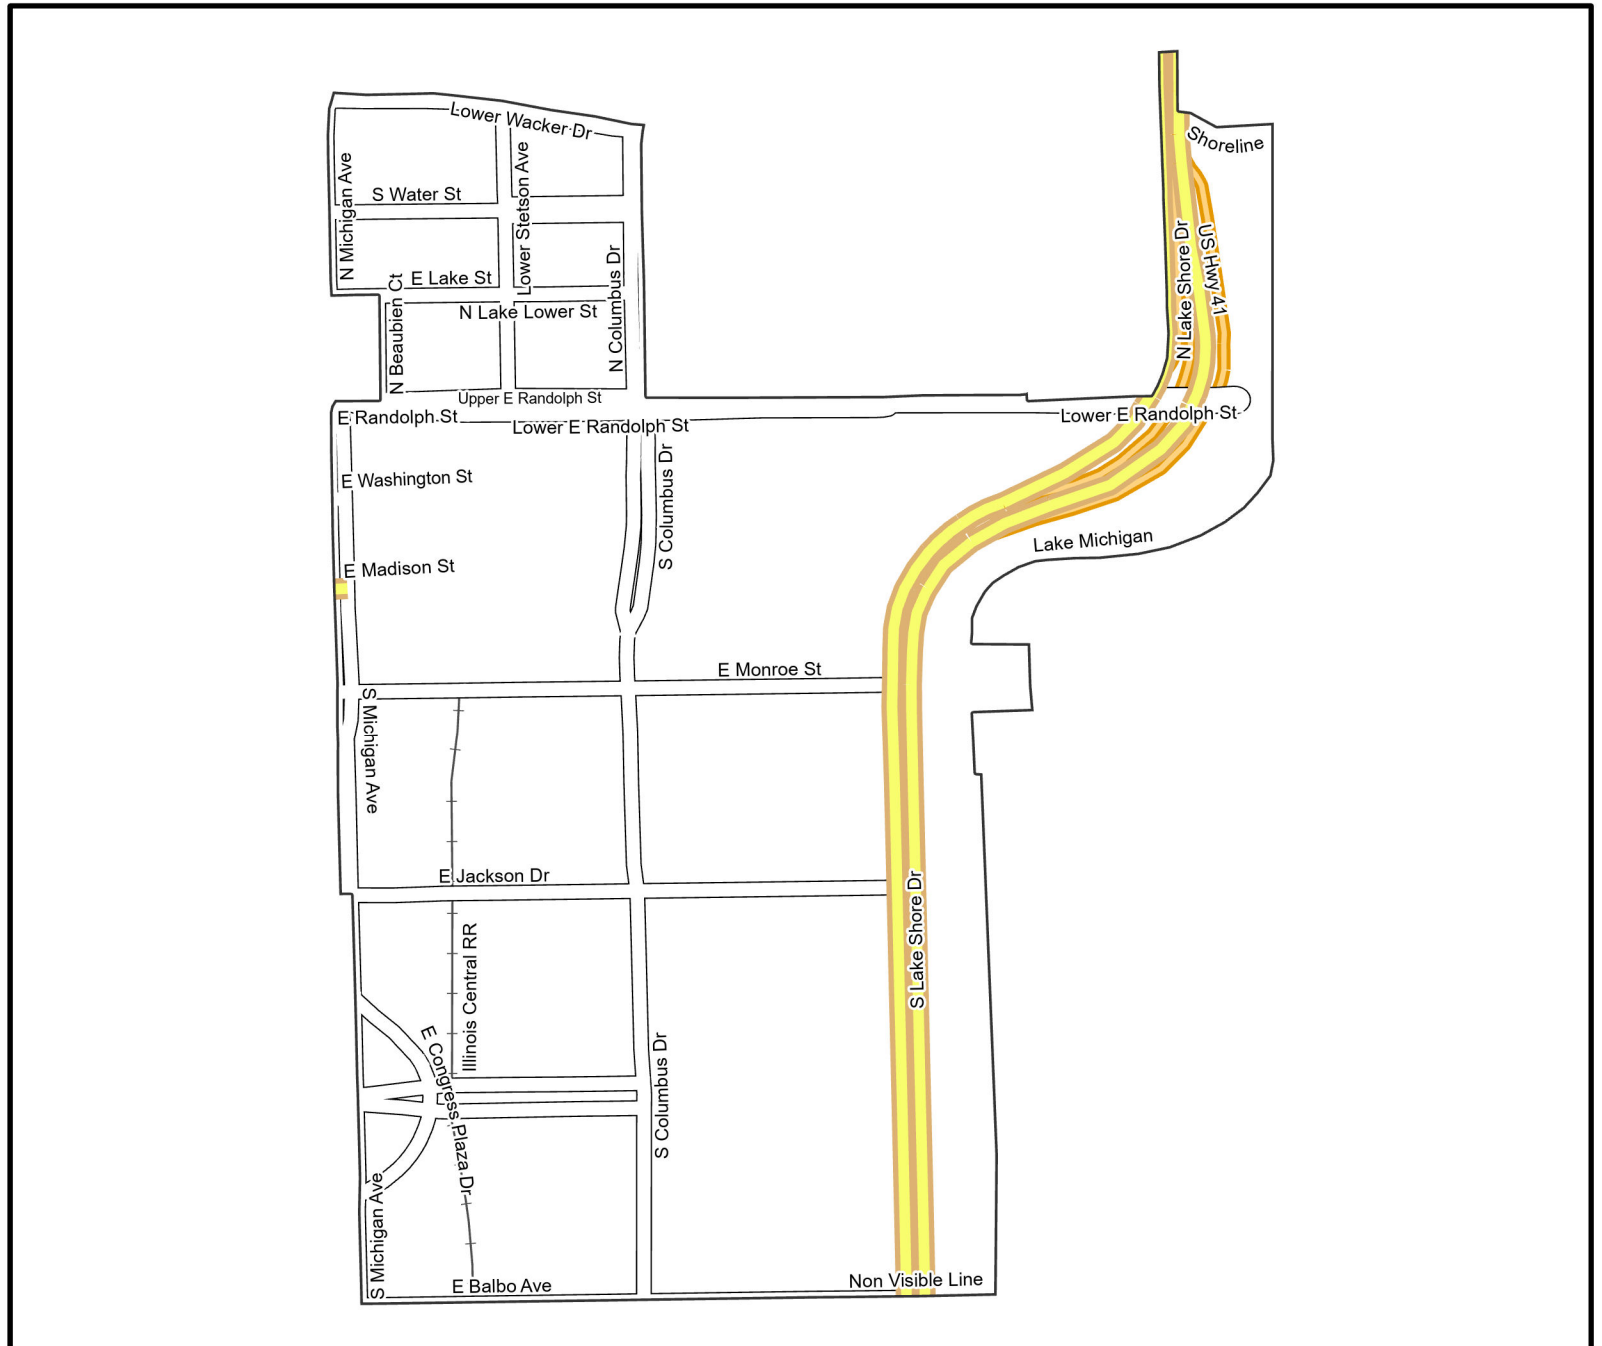 Lower Wacker Dr
Shoreline
N Michigan Ave
S Water St
Lower Stetson Ave
N Lake Shore Dr
US Hwy 41
E Lake St
N Beaubien Ct
N Lake Lower St
N Columbus Dr
Upper E Randolph St
E Randolph St
Lower E Randolph St
Lower E Randolph St
E Washington St
S Columbus Dr
Lake Michigan
E Madison St
E Monroe St
S Michigan Ave
E Jackson Dr
S Lake Shore Dr
Illinois Central RR
E Congress Plaza Dr
S Columbus Dr
S Michigan Ave
E Balbo Ave
Non Visible Line